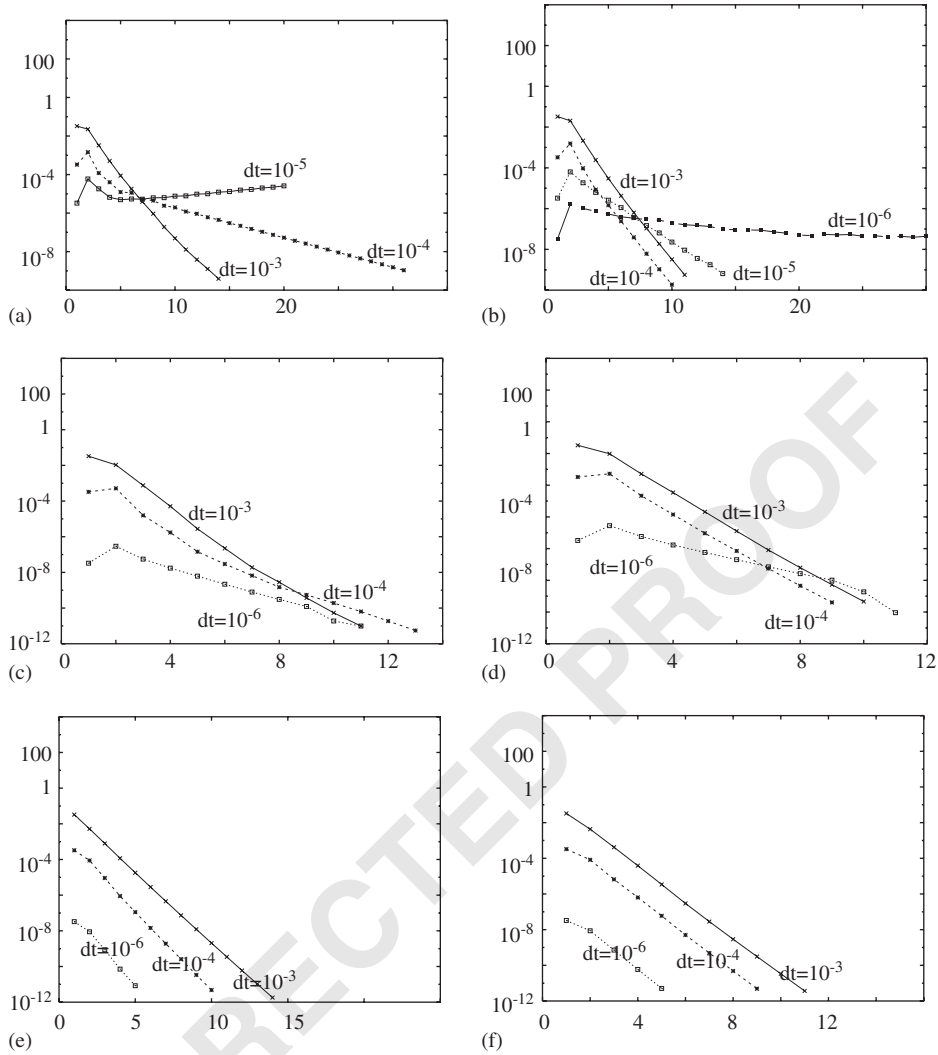 100
1
10-4
10-8
dt=10-5
dt=10-4
dt=10-3
0 10 20
(a)
100
1
10-4
10-8
dt=10-3
dt=10-6
dt=10-4
dt=10-5
0 10 20 30
(b)
100
1
10-4
10-8
10-12
dt=10-3
dt=10-4
dt=10-6
0 4 8 12
(c)
100
1
10-4
10-8
10-12
dt=10-3
dt=10-6
dt=10-4
0 4 8 12
(d)
100
1
10-4
10-8
10-12
dt=10-6
dt=10-4
dt=10-3
0 5 10 15
(e)
100
1
10-4
10-8
10-12
dt=10-6
dt=10-4
dt=10-3
0 4 8 12
(f)
RECTED PROOF